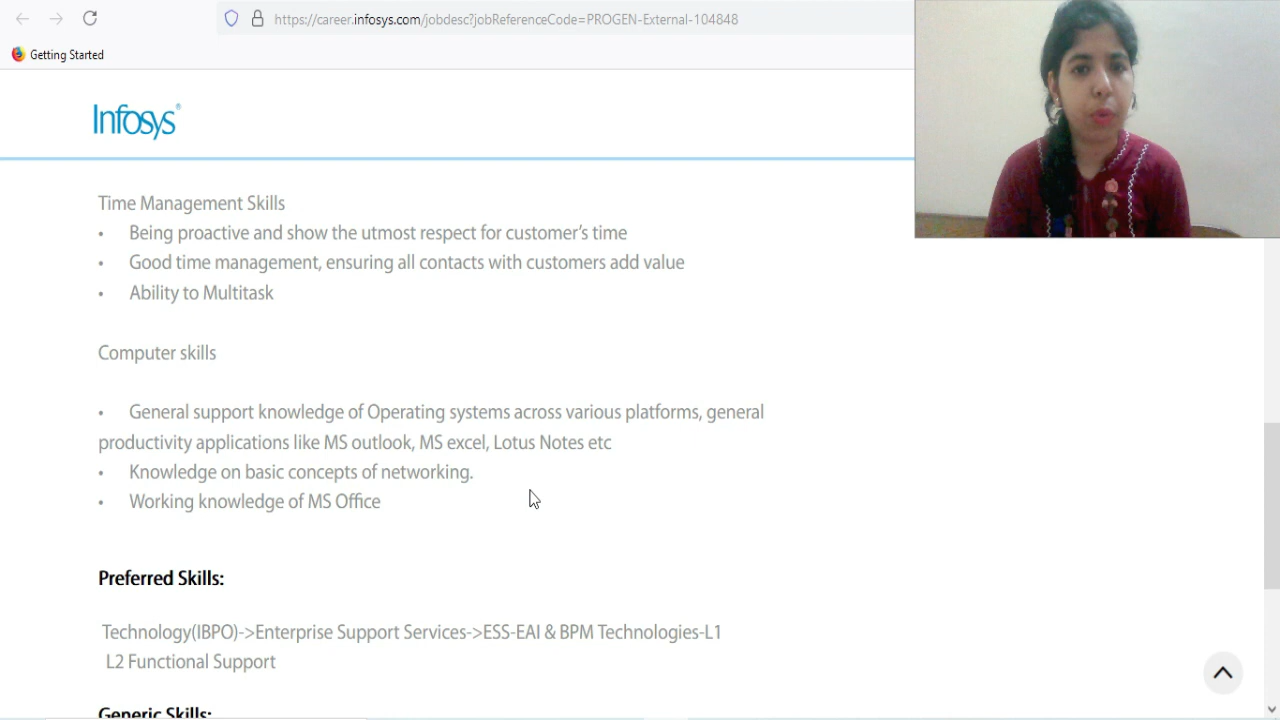 https://career.infosys.com/jobdesc?jobReferenceCode=PROGEN-External-104848
Getting Started
Infosys®
Time Management Skills
• Being proactive and show the utmost respect for customer’s time
• Good time management, ensuring all contacts with customers add value
• Ability to Multitask
Computer skills
• General support knowledge of Operating systems across various platforms, general
productivity applications like MS outlook, MS excel, Lotus Notes etc
• Knowledge on basic concepts of networking.
• Working knowledge of MS Office
Preferred Skills:
Technology(IBPO)->Enterprise Support Services->ESS-EAI & BPM Technologies-L1
L2 Functional Support
Generic Skills: